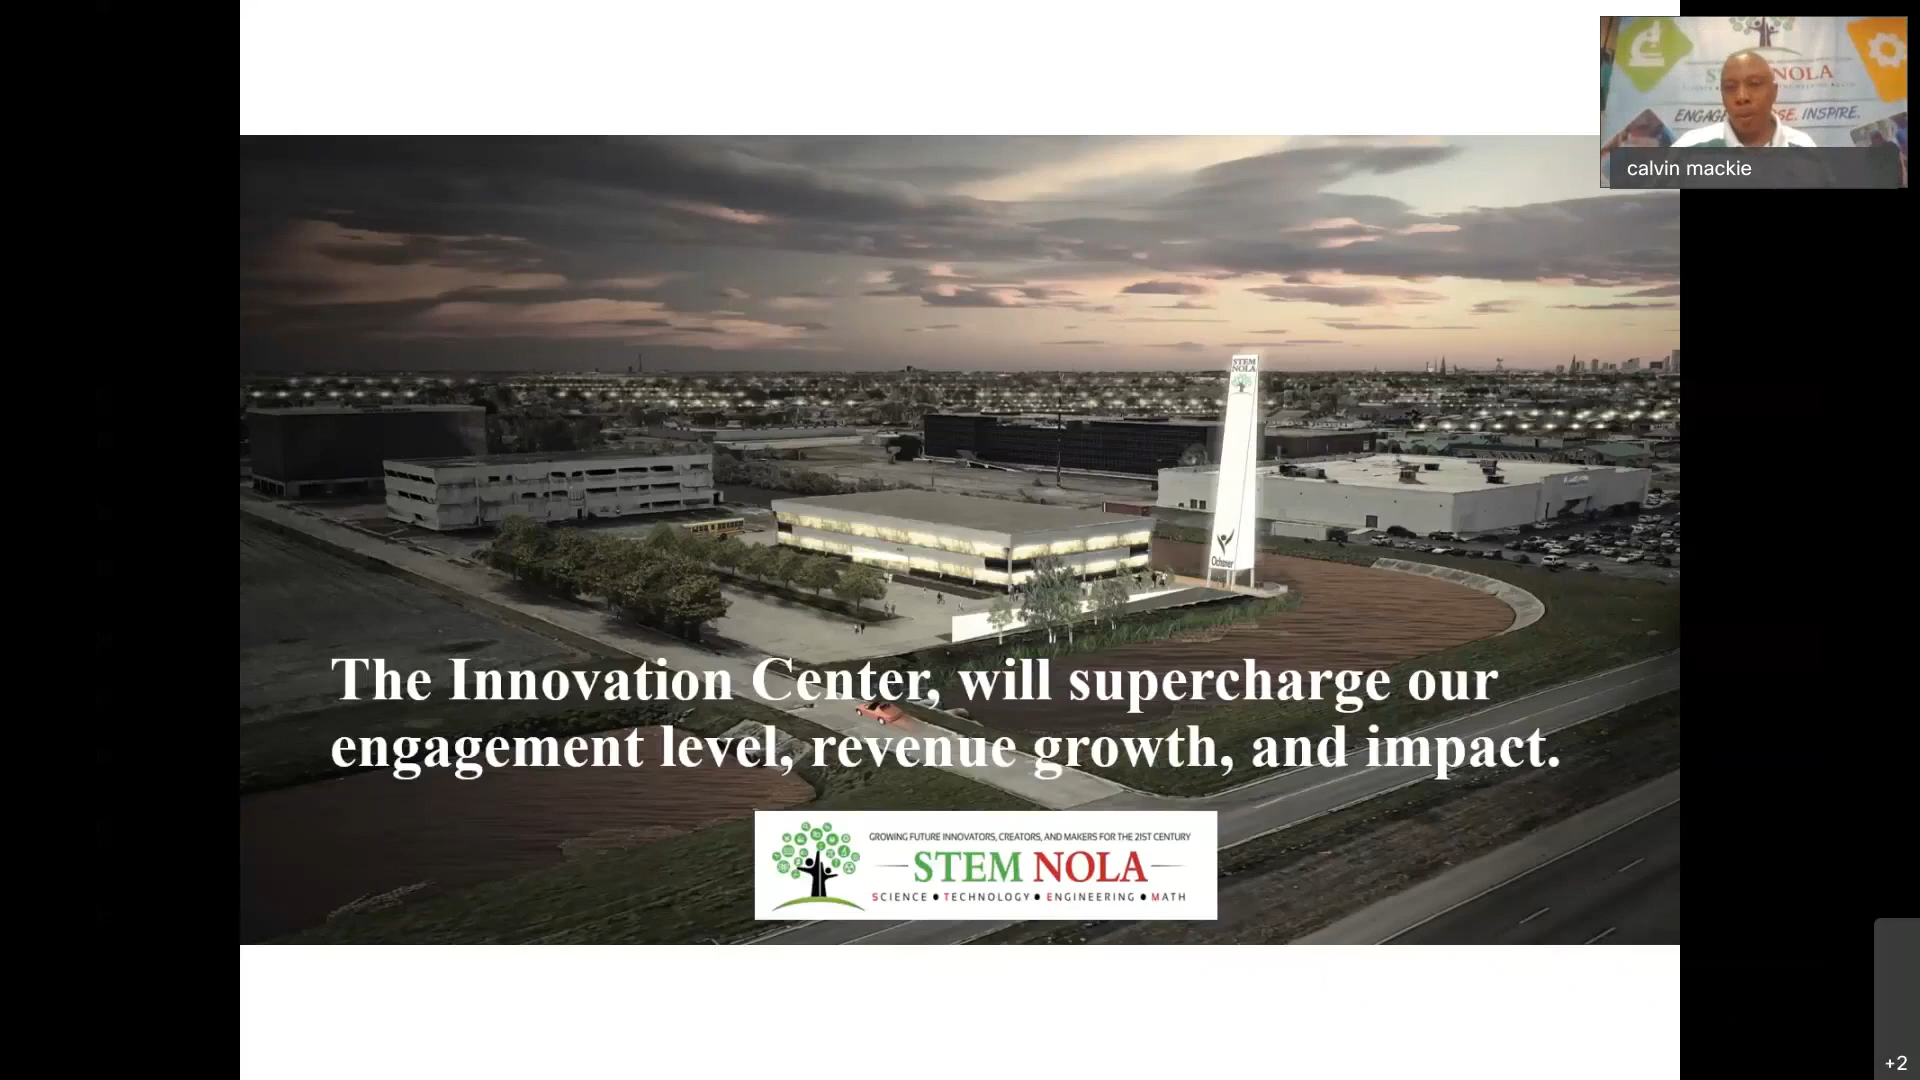 STEM NOLA
ENGAGE
SE. INSPIRE.
calvin mackie
STEM
NOLA
Ochsner
The Innovation Center, will supercharge our
engagement level, revenue growth, and impact.
GROWING FUTURE INNOVATORS, CREATORS, AND MAKERS FOR THE 21ST CENTURY
STEM NOLA
SCIENCE • TECHNOLOGY • ENGINEERING • MATH
+2